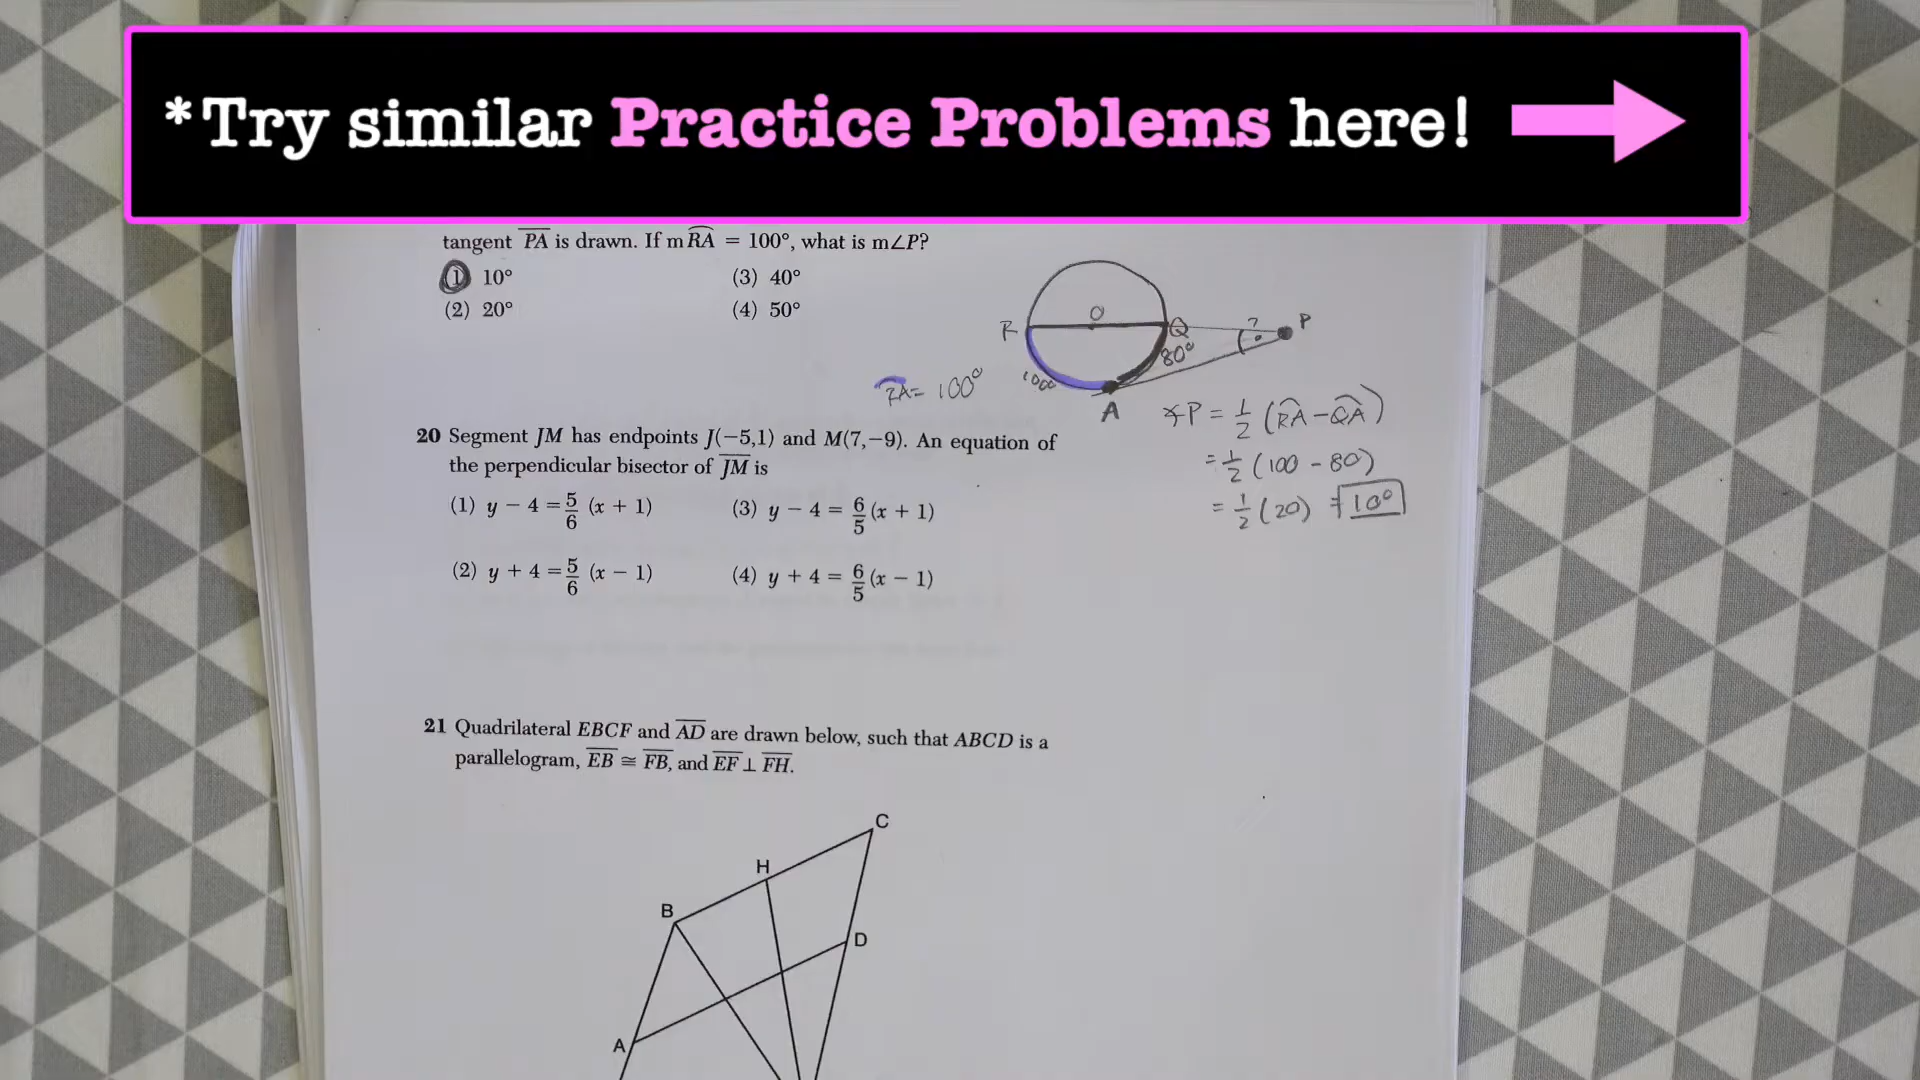 *Try similar Practice Problems here!
tangent PA is drawn. If m RA = 100°, what is m∠P?
(1) 10°
(3) 40°
(2) 20°
(4) 50°
R
O
Q
?
P
80°
100°
A
RA = 100°
∡P = 1/2 (RA - QA)
= 1/2 (100 - 80)
= 1/2 (20) = 10°
20 Segment JM has endpoints J(−5,1) and M(7,−9). An equation of
the perpendicular bisector of JM is
(1) y − 4 = 5/6 (x + 1)
(3) y − 4 = 6/5 (x + 1)
(2) y + 4 = 5/6 (x − 1)
(4) y + 4 = 6/5 (x − 1)
21 Quadrilateral EBCF and AD are drawn below, such that ABCD is a
parallelogram, EB ≅ FB, and EF ⊥ FH.
C
H
B
D
A